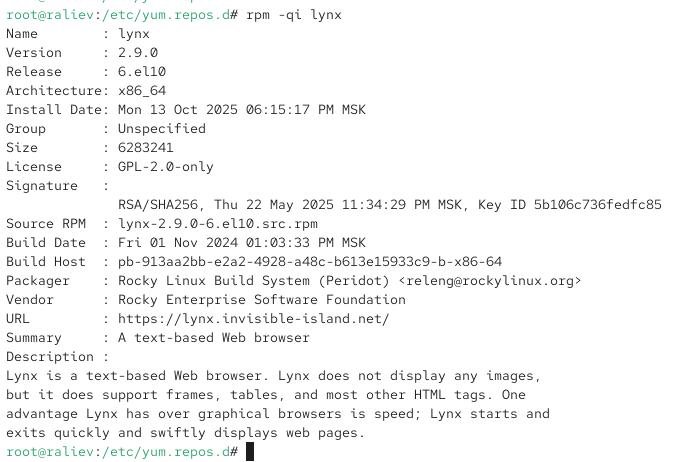 root@raliev:/etc/yum.repos.d# rpm -qi lynx
Name        : lynx
Version     : 2.9.0
Release     : 6.el10
Architecture: x86_64
Install Date: Mon 13 Oct 2025 06:15:17 PM MSK
Group       : Unspecified
Size        : 6283241
License     : GPL-2.0-only
Signature   :
              RSA/SHA256, Thu 22 May 2025 11:34:29 PM MSK, Key ID 5b106c736fedfc85
Source RPM  : lynx-2.9.0-6.el10.src.rpm
Build Date  : Fri 01 Nov 2024 01:03:33 PM MSK
Build Host  : pb-913aa2bb-e2a2-4928-a48c-b613e15933c9-b-x86-64
Packager    : Rocky Linux Build System (Peridot) <releng@rockylinux.org>
Vendor      : Rocky Enterprise Software Foundation
URL         : https://lynx.invisible-island.net/
Summary     : A text-based Web browser
Description :
Lynx is a text-based Web browser. Lynx does not display any images,
but it does support frames, tables, and most other HTML tags. One
advantage Lynx has over graphical browsers is speed; Lynx starts and
exits quickly and swiftly displays web pages.
root@raliev:/etc/yum.repos.d#